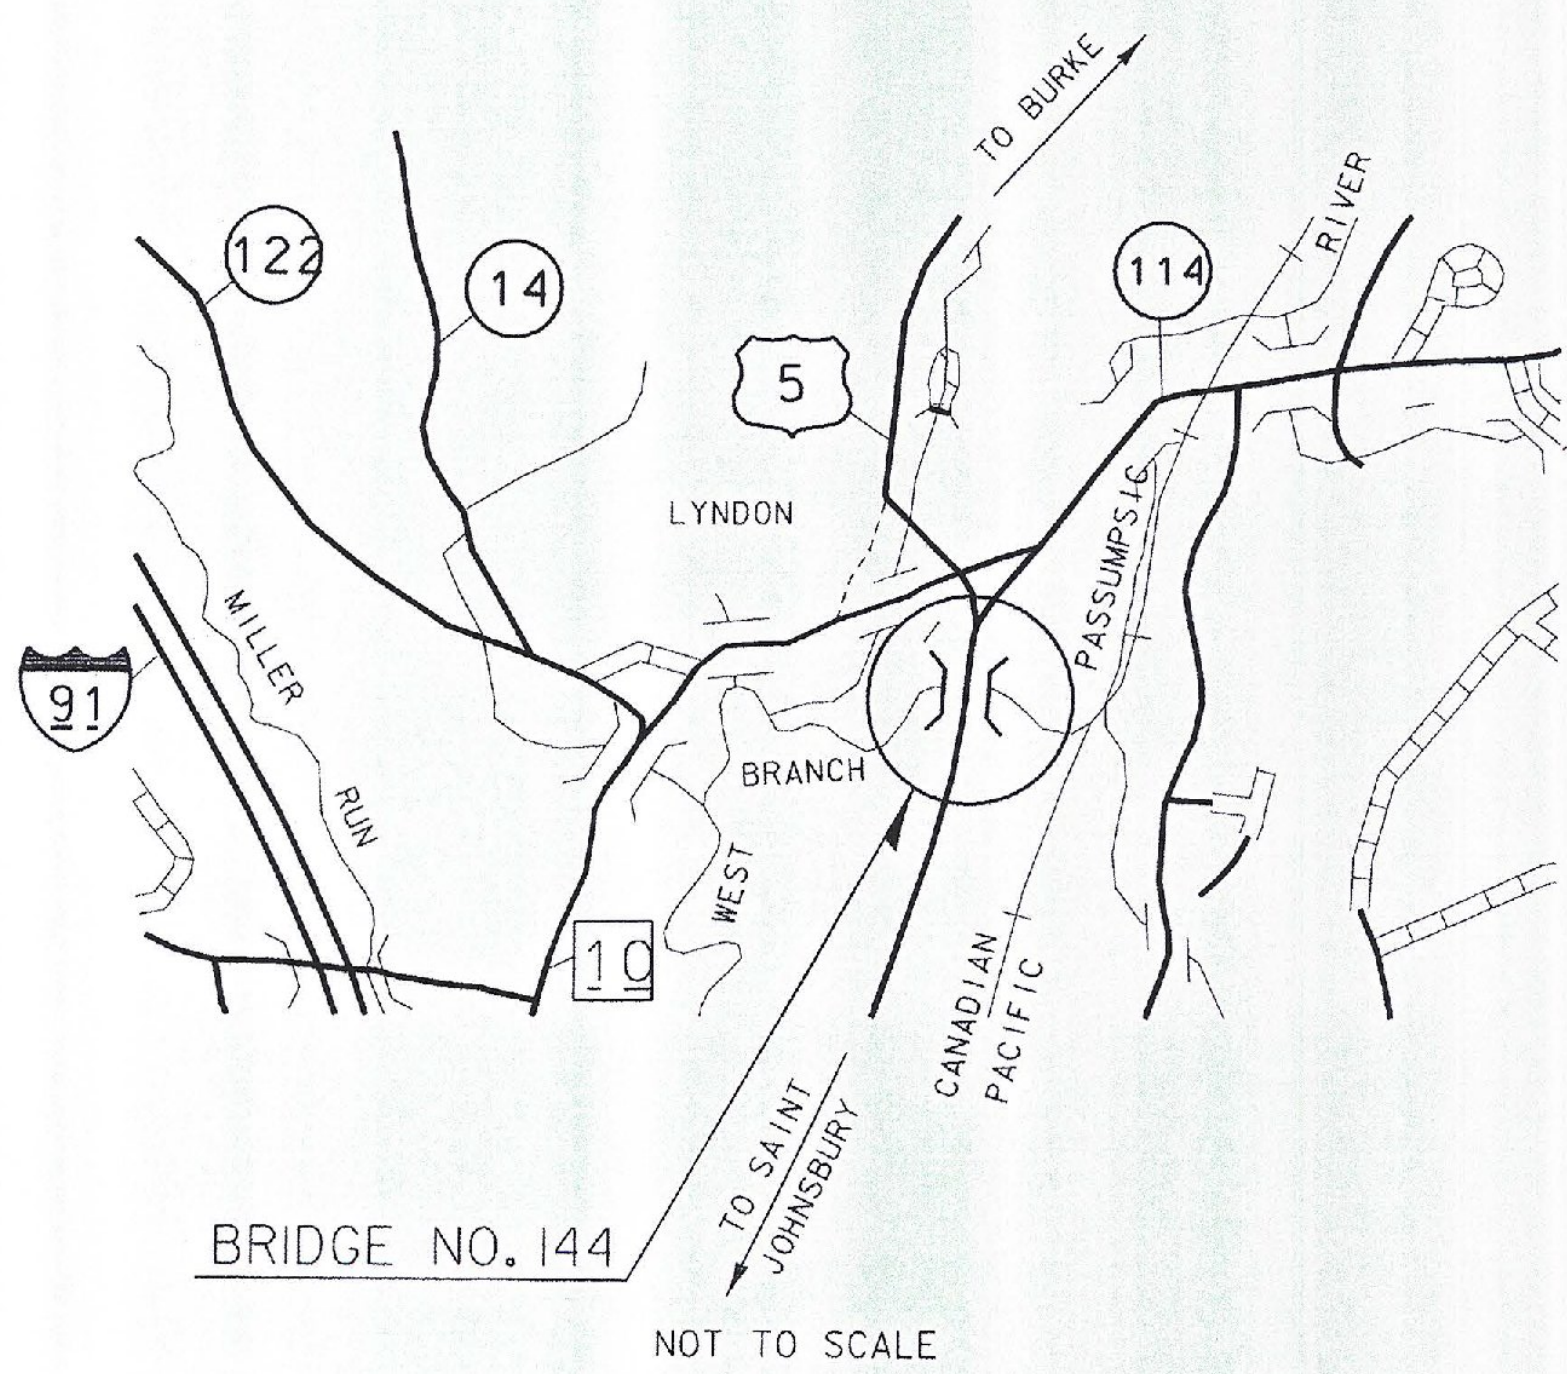 TO BURKE
RIVER
122
14
114
5
LYNDON
PASSUMPSIC
MILLER
RUN
91
BRANCH
WEST
10
CANADIAN
PACIFIC
TO SAINT
JOHNSBURY
BRIDGE NO. 144
NOT TO SCALE